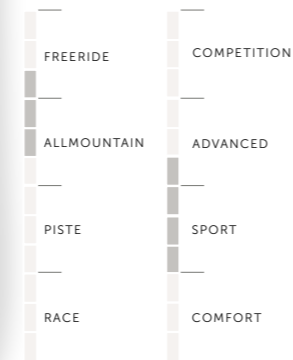 FREERIDE
COMPETITION
ALLMOUNTAIN
ADVANCED
PISTE
SPORT
RACE
COMFORT